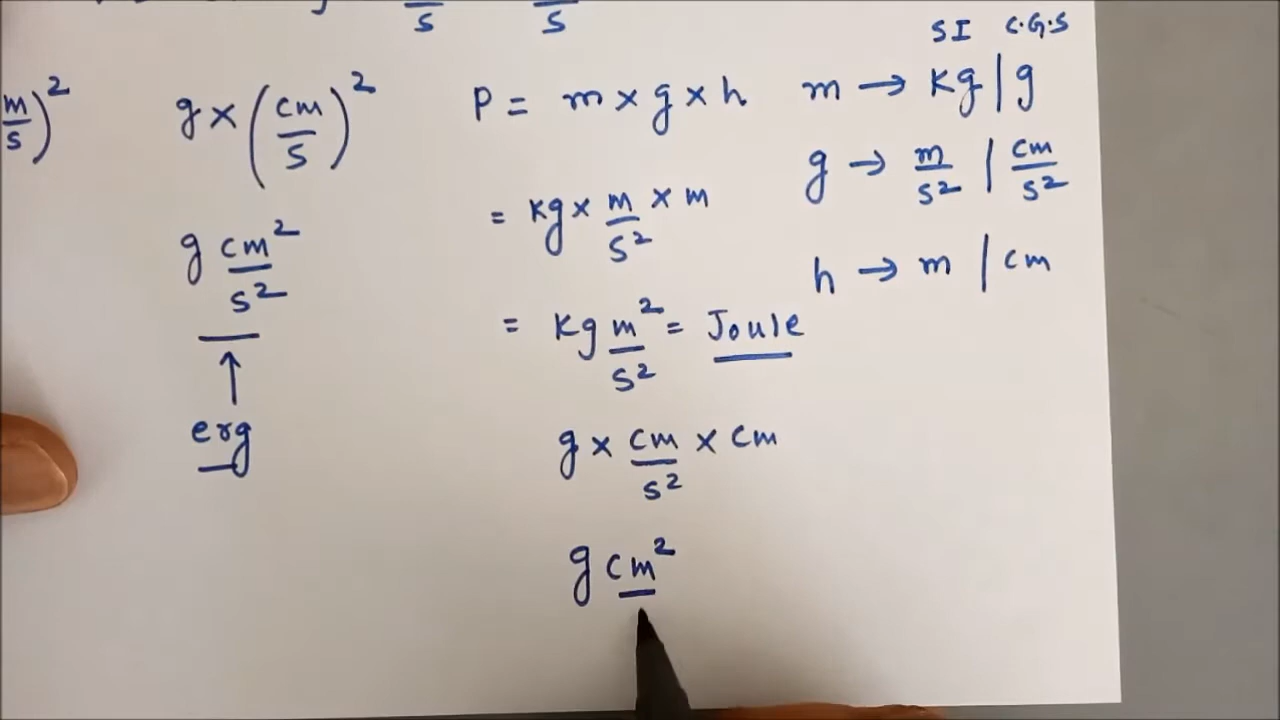 s s
SI C.G.S
(m/s)²
g × (cm/s)²
P = m × g × h
m → kg | g
g → m/s² | cm/s²
= kg × m/s² × m
g cm²/s²
h → m | cm
= kg m²/s² = Joule
erg
g × cm/s² × cm
g cm²